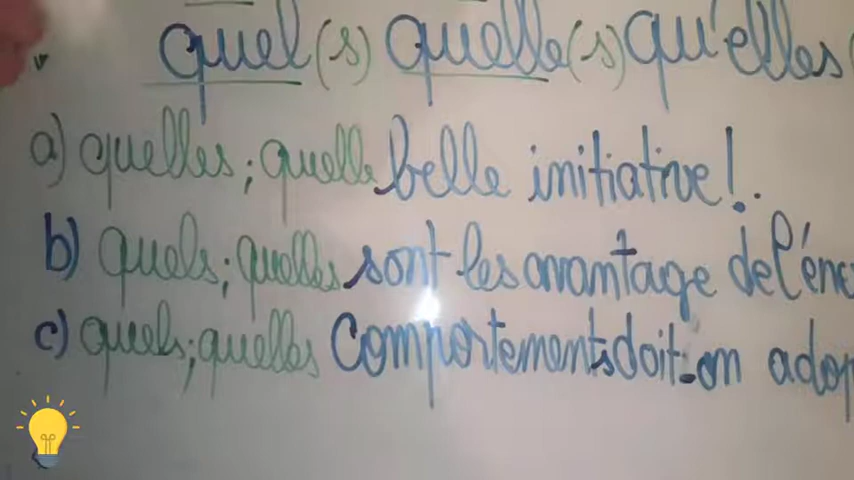 quel(s) quelle(s) qu'elles
a) quelles; quelle belle initiative!.
b) quels; quelles sont les avantage de l'éne
c) quels; quelles comportements doit-on adop